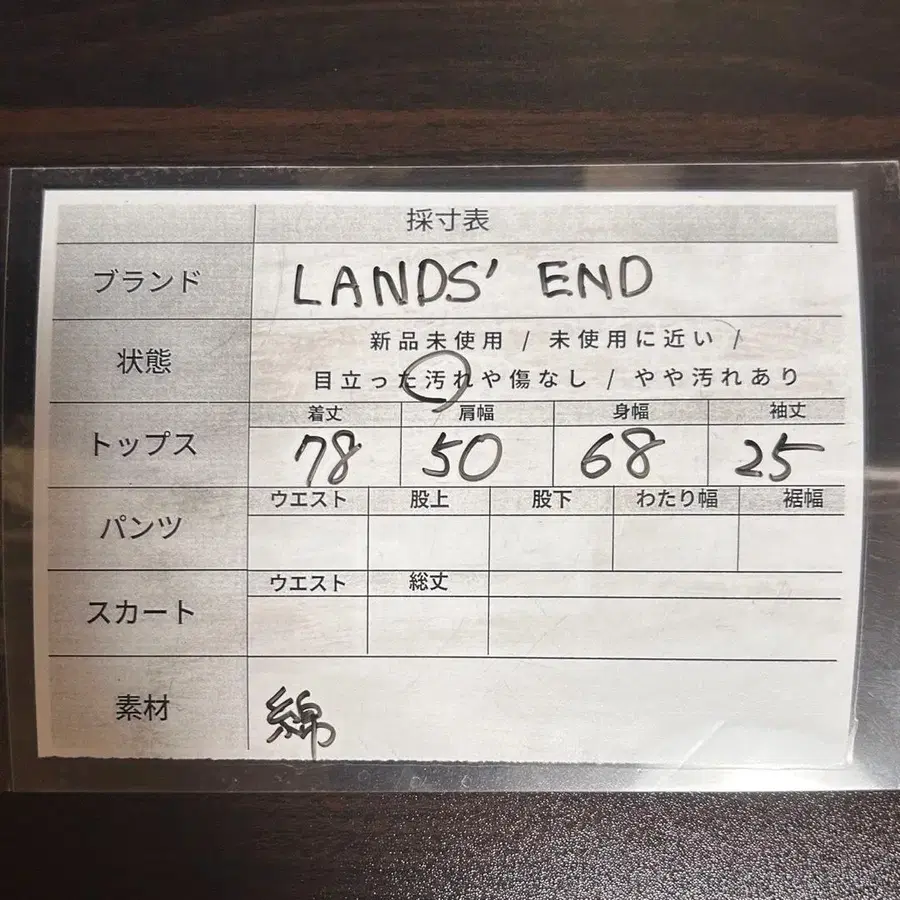 採寸表
ブランド LANDS' END
状態 新品未使用 / 未使用に近い /
目立った汚れや傷なし / やや汚れあり
トップス 着丈 肩幅 身幅 袖丈
78 50 68 25
パンツ ウエスト 股上 股下 わたり幅 裾幅
スカート ウエスト 総丈
素材 綿